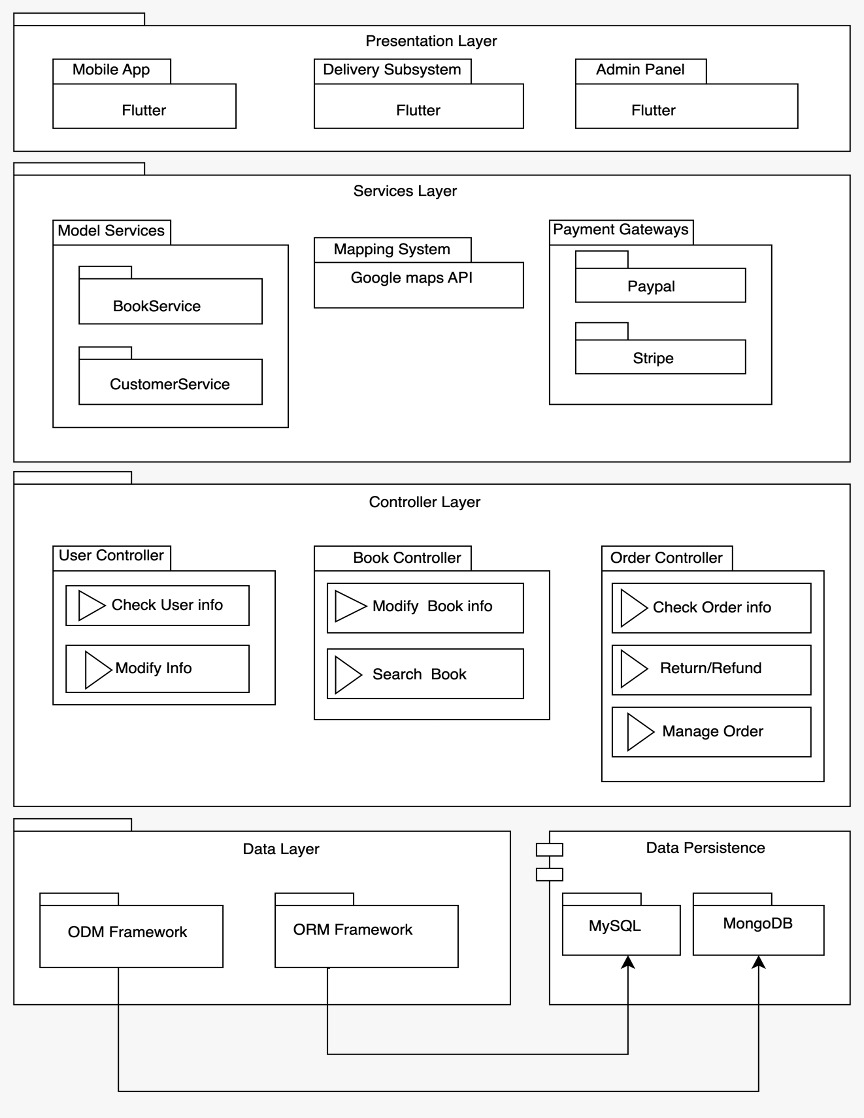 Presentation Layer
Mobile App
Flutter
Delivery Subsystem
Flutter
Admin Panel
Flutter
Services Layer
Model Services
BookService
CustomerService
Mapping System
Google maps API
Payment Gateways
Paypal
Stripe
Controller Layer
User Controller
Check User info
Modify Info
Book Controller
Modify Book info
Search Book
Order Controller
Check Order info
Return/Refund
Manage Order
Data Layer
ODM Framework
ORM Framework
Data Persistence
MySQL
MongoDB